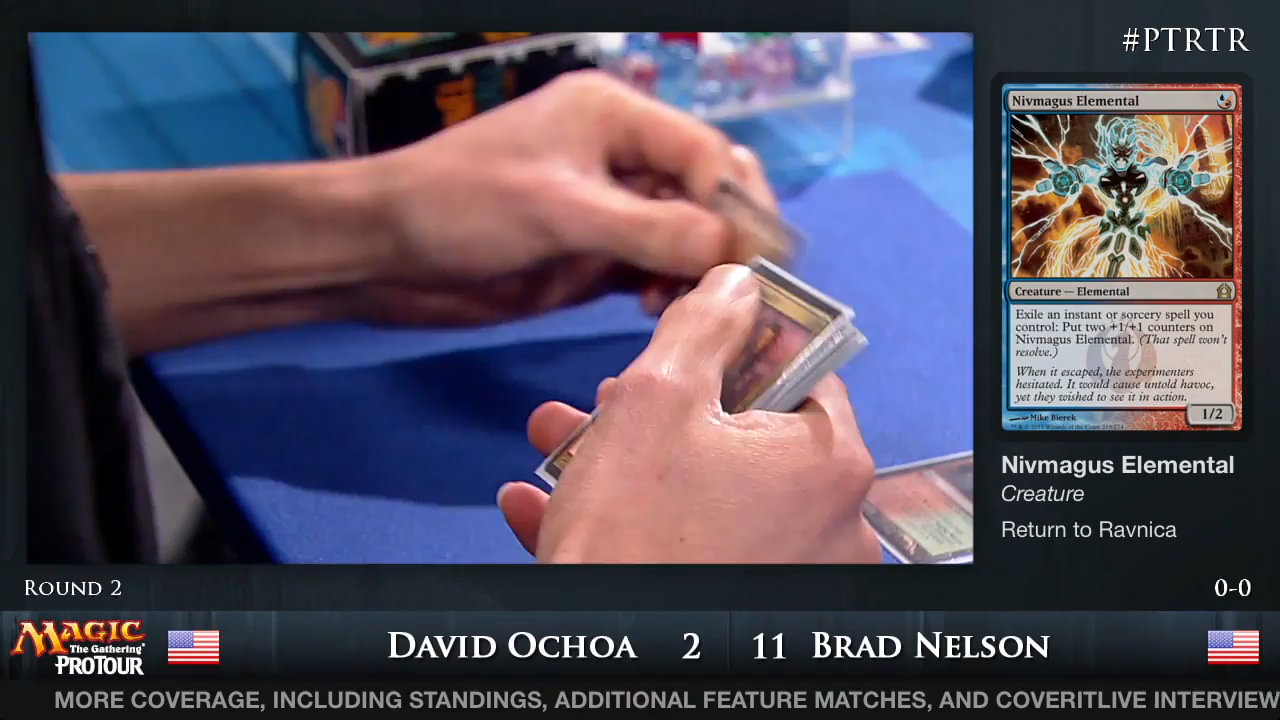 #PTRTR
Nivmagus Elemental
Creature — Elemental
Exile an instant or sorcery spell you
control: Put two +1/+1 counters on
Nivmagus Elemental. (That spell won't
resolve.)
When it escaped, the experimenters
hesitated. It would cause untold havoc,
yet they wished to see it in action.
1/2
Mike Bierek
Nivmagus Elemental
Creature
Return to Ravnica
Round 2
0-0
Magic
The Gathering
Pro Tour
David Ochoa 2 11 Brad Nelson
MORE COVERAGE, INCLUDING STANDINGS, ADDITIONAL FEATURE MATCHES, AND COVERITLIVE INTERVIEW